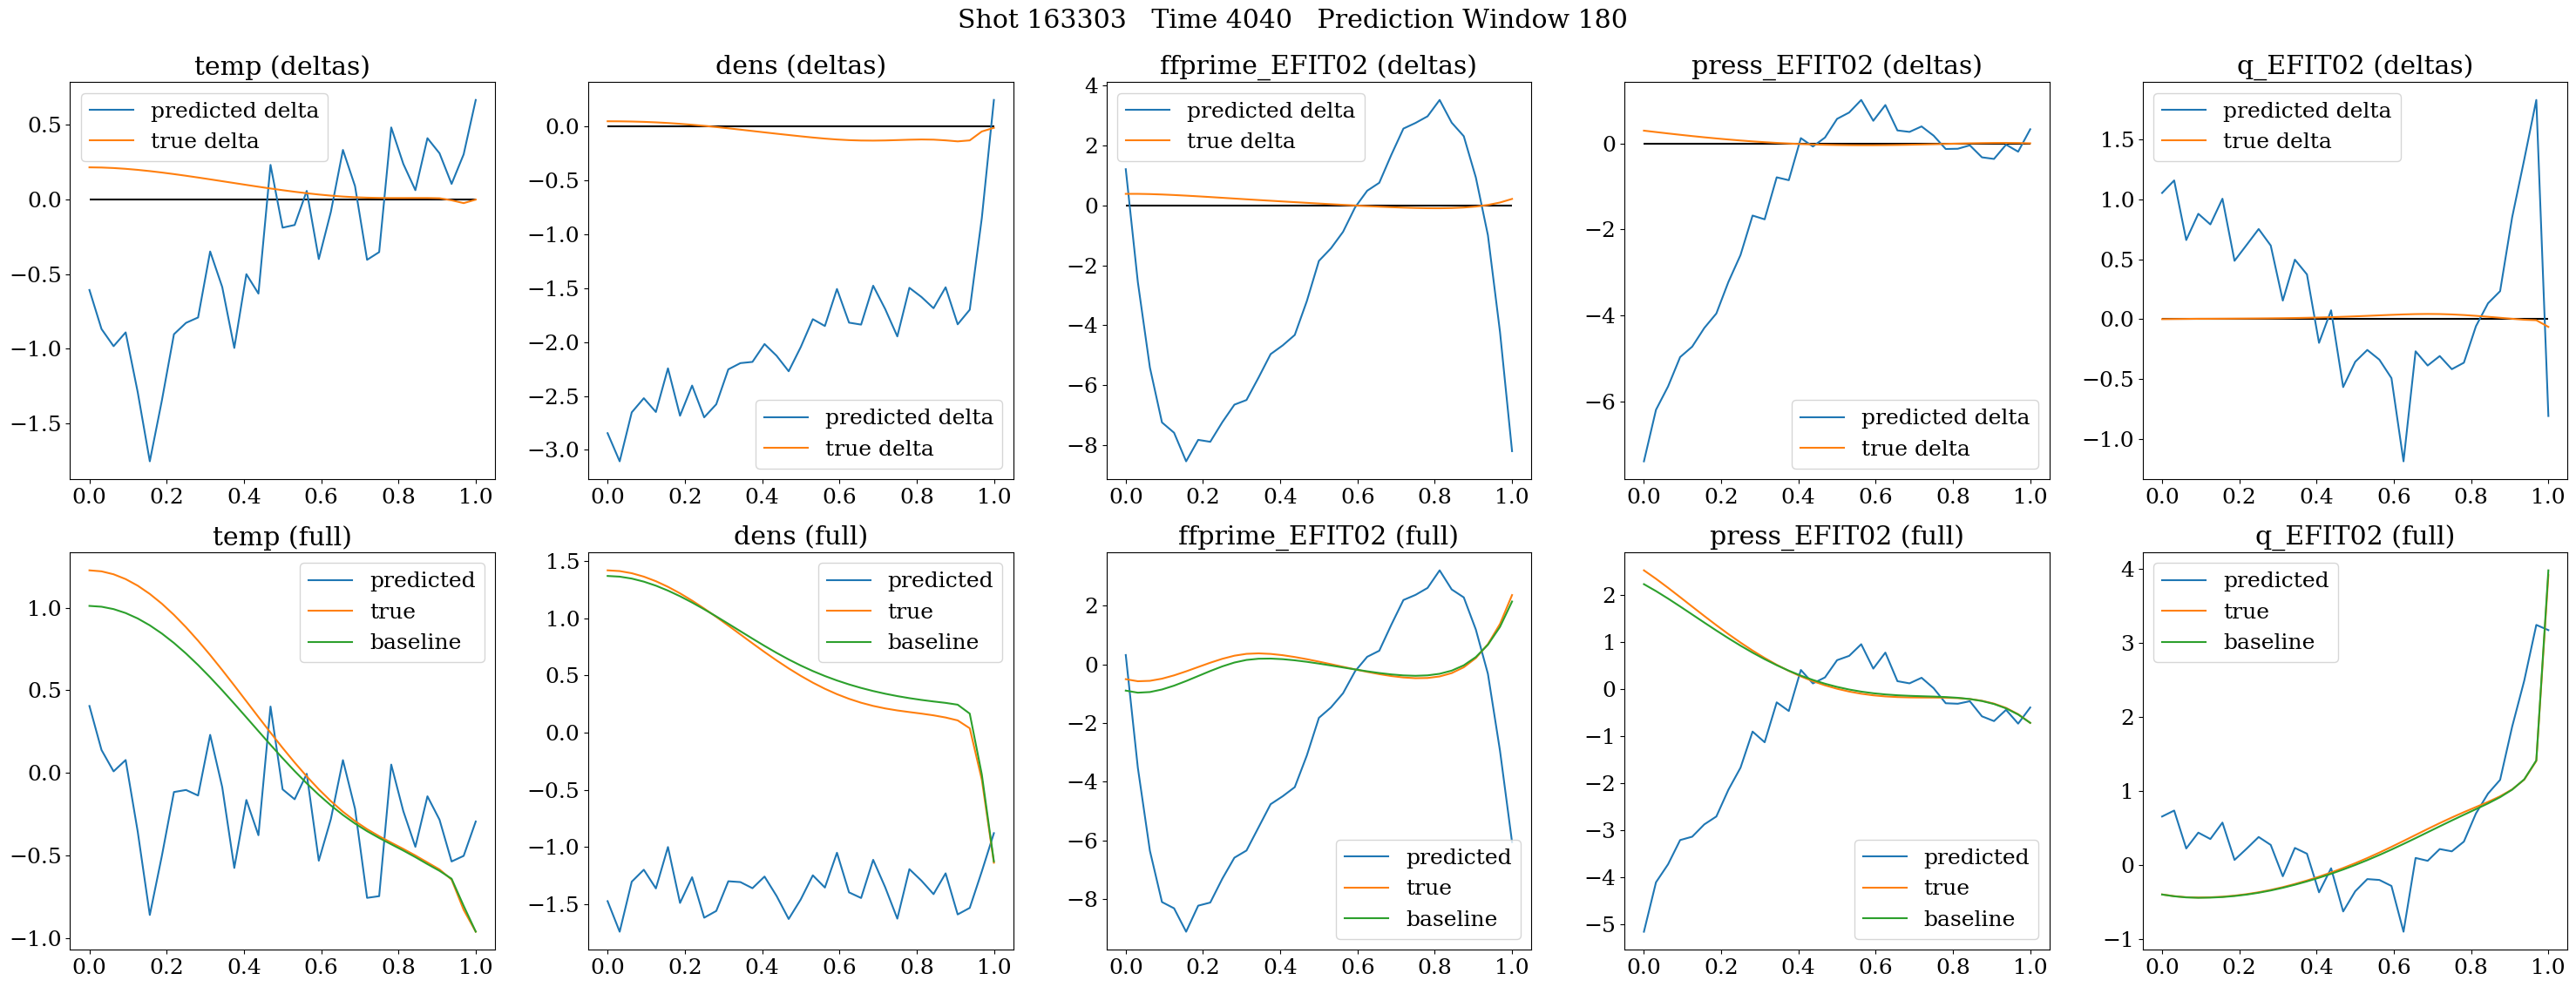 Shot 163303   Time 4040   Prediction Window 180
temp (deltas)
predicted delta
true delta
0.5
0.0
−0.5
−1.0
−1.5
0.0 0.2 0.4 0.6 0.8 1.0
dens (deltas)
0.0
−0.5
−1.0
−1.5
−2.0
−2.5
−3.0
predicted delta
true delta
0.0 0.2 0.4 0.6 0.8 1.0
ffprime_EFIT02 (deltas)
predicted delta
true delta
4
2
0
−2
−4
−6
−8
0.0 0.2 0.4 0.6 0.8 1.0
press_EFIT02 (deltas)
0
−2
−4
−6
predicted delta
true delta
0.0 0.2 0.4 0.6 0.8 1.0
q_EFIT02 (deltas)
predicted delta
true delta
1.5
1.0
0.5
0.0
−0.5
−1.0
0.0 0.2 0.4 0.6 0.8 1.0
temp (full)
predicted
true
baseline
1.0
0.5
0.0
−0.5
−1.0
0.0 0.2 0.4 0.6 0.8 1.0
dens (full)
predicted
true
baseline
1.5
1.0
0.5
0.0
−0.5
−1.0
−1.5
0.0 0.2 0.4 0.6 0.8 1.0
ffprime_EFIT02 (full)
2
0
−2
−4
−6
−8
predicted
true
baseline
0.0 0.2 0.4 0.6 0.8 1.0
press_EFIT02 (full)
2
1
0
−1
−2
−3
−4
−5
predicted
true
baseline
0.0 0.2 0.4 0.6 0.8 1.0
q_EFIT02 (full)
predicted
true
baseline
4
3
2
1
0
−1
0.0 0.2 0.4 0.6 0.8 1.0